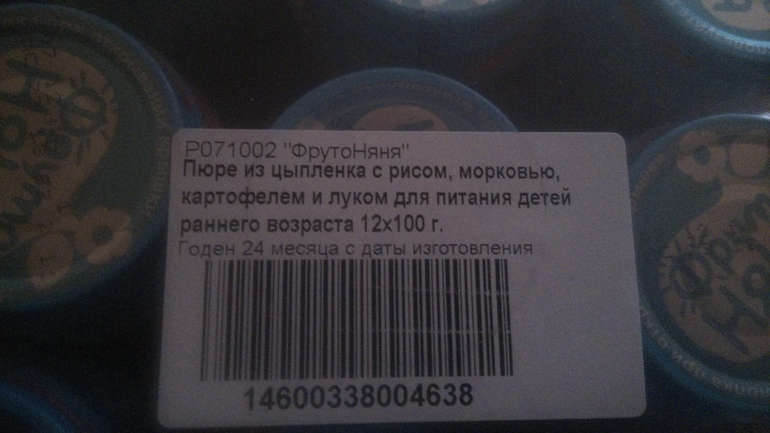 Р071002 "ФрутоНяня"
Пюре из цыпленка с рисом, морковью,
картофелем и луком для питания детей
раннего возраста 12х100 г.
Годен 24 месяца с даты изготовления
14600338004638